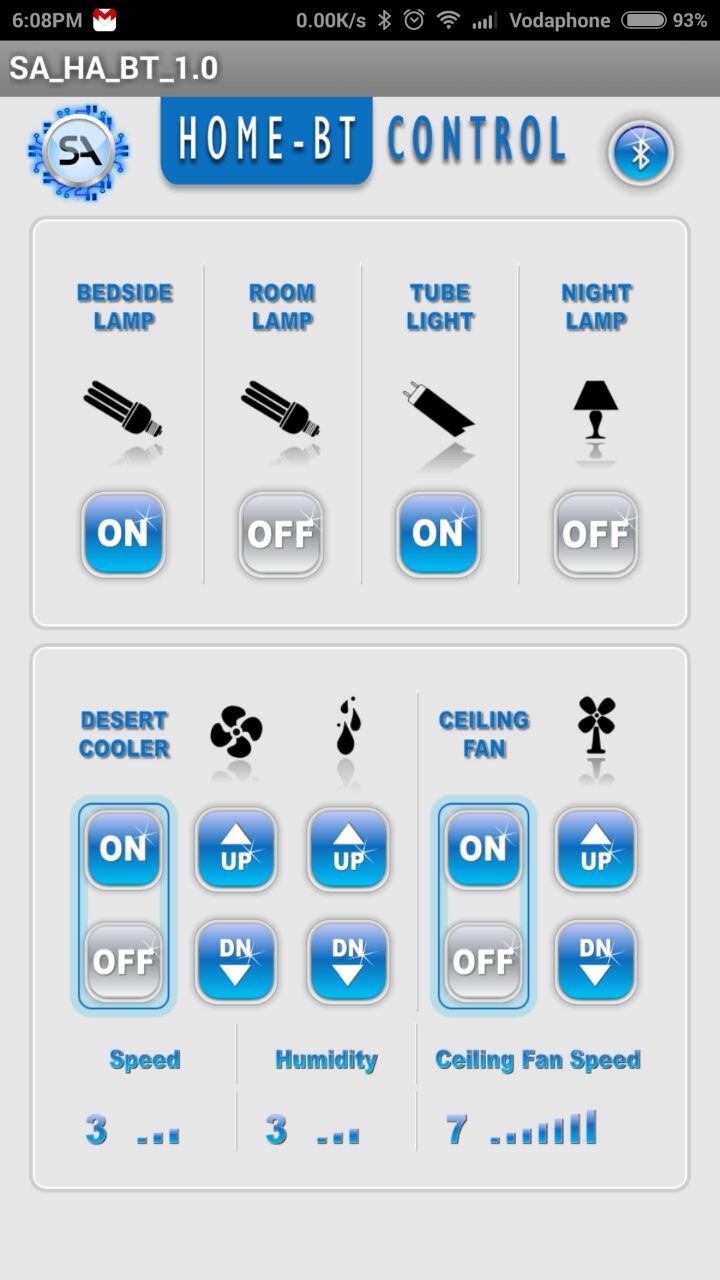 6:08PM 0.00K/s Vodaphone 93%
SA_HA_BT_1.0
SA HOME-BT CONTROL
BEDSIDE LAMP
ROOM LAMP
TUBE LIGHT
NIGHT LAMP
ON OFF ON OFF
DESERT COOLER
CEILING FAN
ON UP UP ON UP
OFF DN DN OFF DN
Speed Humidity Ceiling Fan Speed
3 3 7